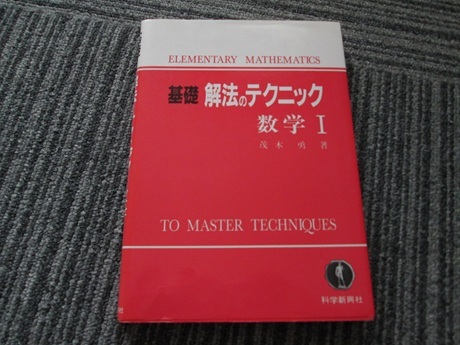 ELEMENTARY MATHEMATICS
基礎 解法のテクニック
数学 I
茂木 勇 著
TO MASTER TECHNIQUES
科学新興社